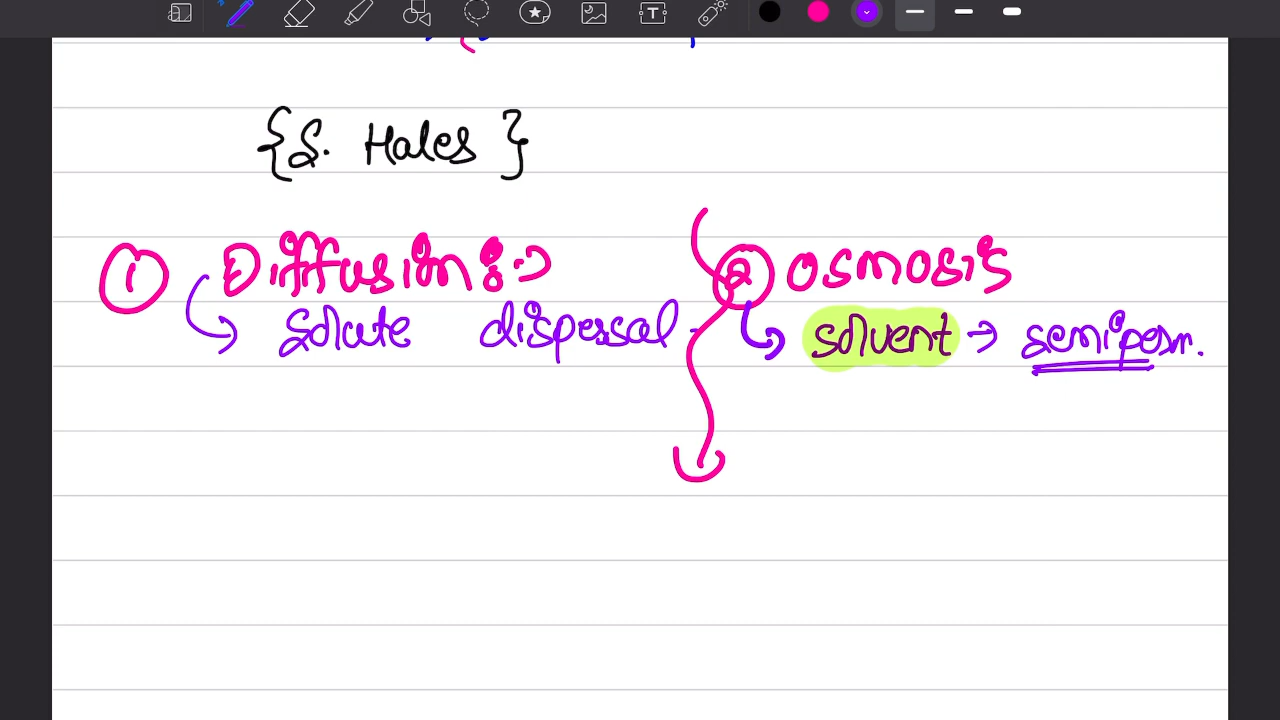 {S. Hales }
① Diffusion :->
↳ solute dispersal
② osmosis
↳ solvent → semiperm.